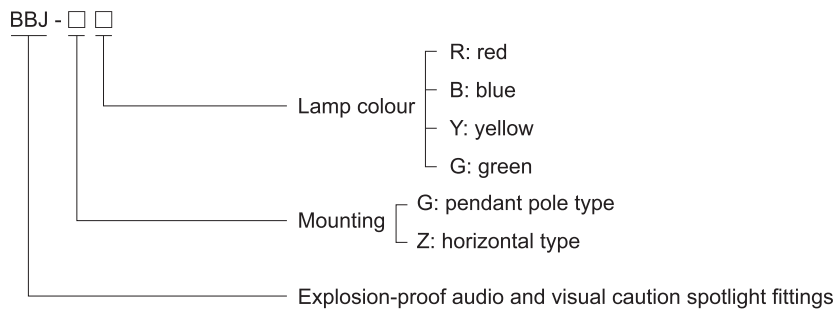 BBJ - □ □
R: red
B: blue
Lamp colour
Y: yellow
G: green
G: pendant pole type
Mounting
Z: horizontal type
Explosion-proof audio and visual caution spotlight fittings